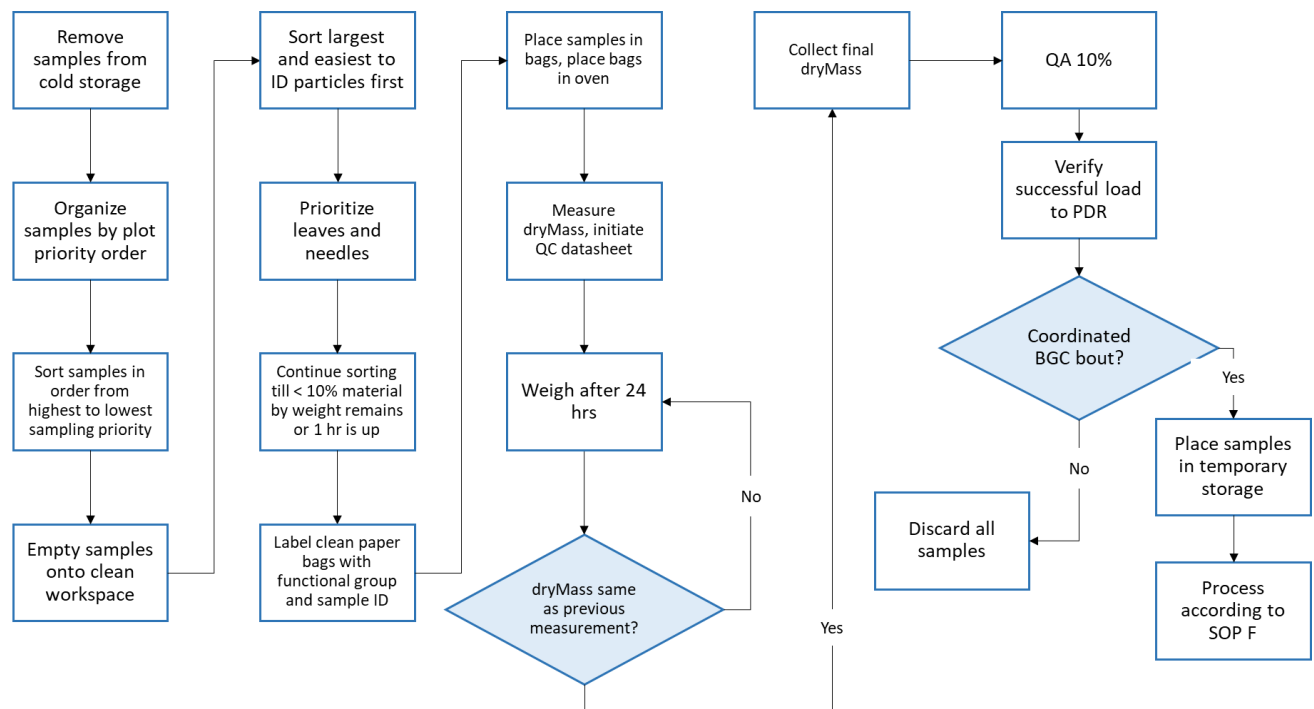 Remove
samples from
cold storage
Organize
samples by plot
priority order
Sort samples in
order from
highest to lowest
sampling priority
Empty samples
onto clean
workspace
Sort largest
and easiest to
ID particles first
Prioritize
leaves and
needles
Continue sorting
till < 10% material
by weight remains
or 1 hr is up
Label clean paper
bags with
functional group
and sample ID
Place samples in
bags, place bags
in oven
Measure
dryMass, initiate
QC datasheet
Weigh after 24
hrs
No
dryMass same
as previous
measurement?
Yes
Collect final
dryMass
QA 10%
Verify
successful load
to PDR
Coordinated
BGC bout?
Yes
No
Discard all
samples
Place samples
in temporary
storage
Process
according to
SOP F